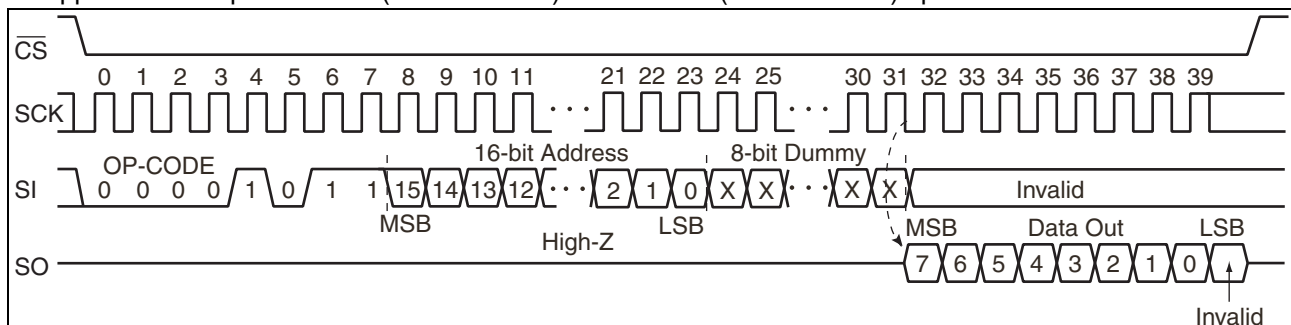 CS
0 1 2 3 4 5 6 7 8 9 10 11 21 22 23 24 25 30 31 32 33 34 35 36 37 38 39
SCK · · · · · ·
OP-CODE 16-bit Address 8-bit Dummy
SI 0 0 0 0 1 0 1 1 15 14 13 12 · · · 2 1 0 X X · · · X X Invalid
MSB LSB MSB Data Out LSB
High-Z
SO 7 6 5 4 3 2 1 0
Invalid